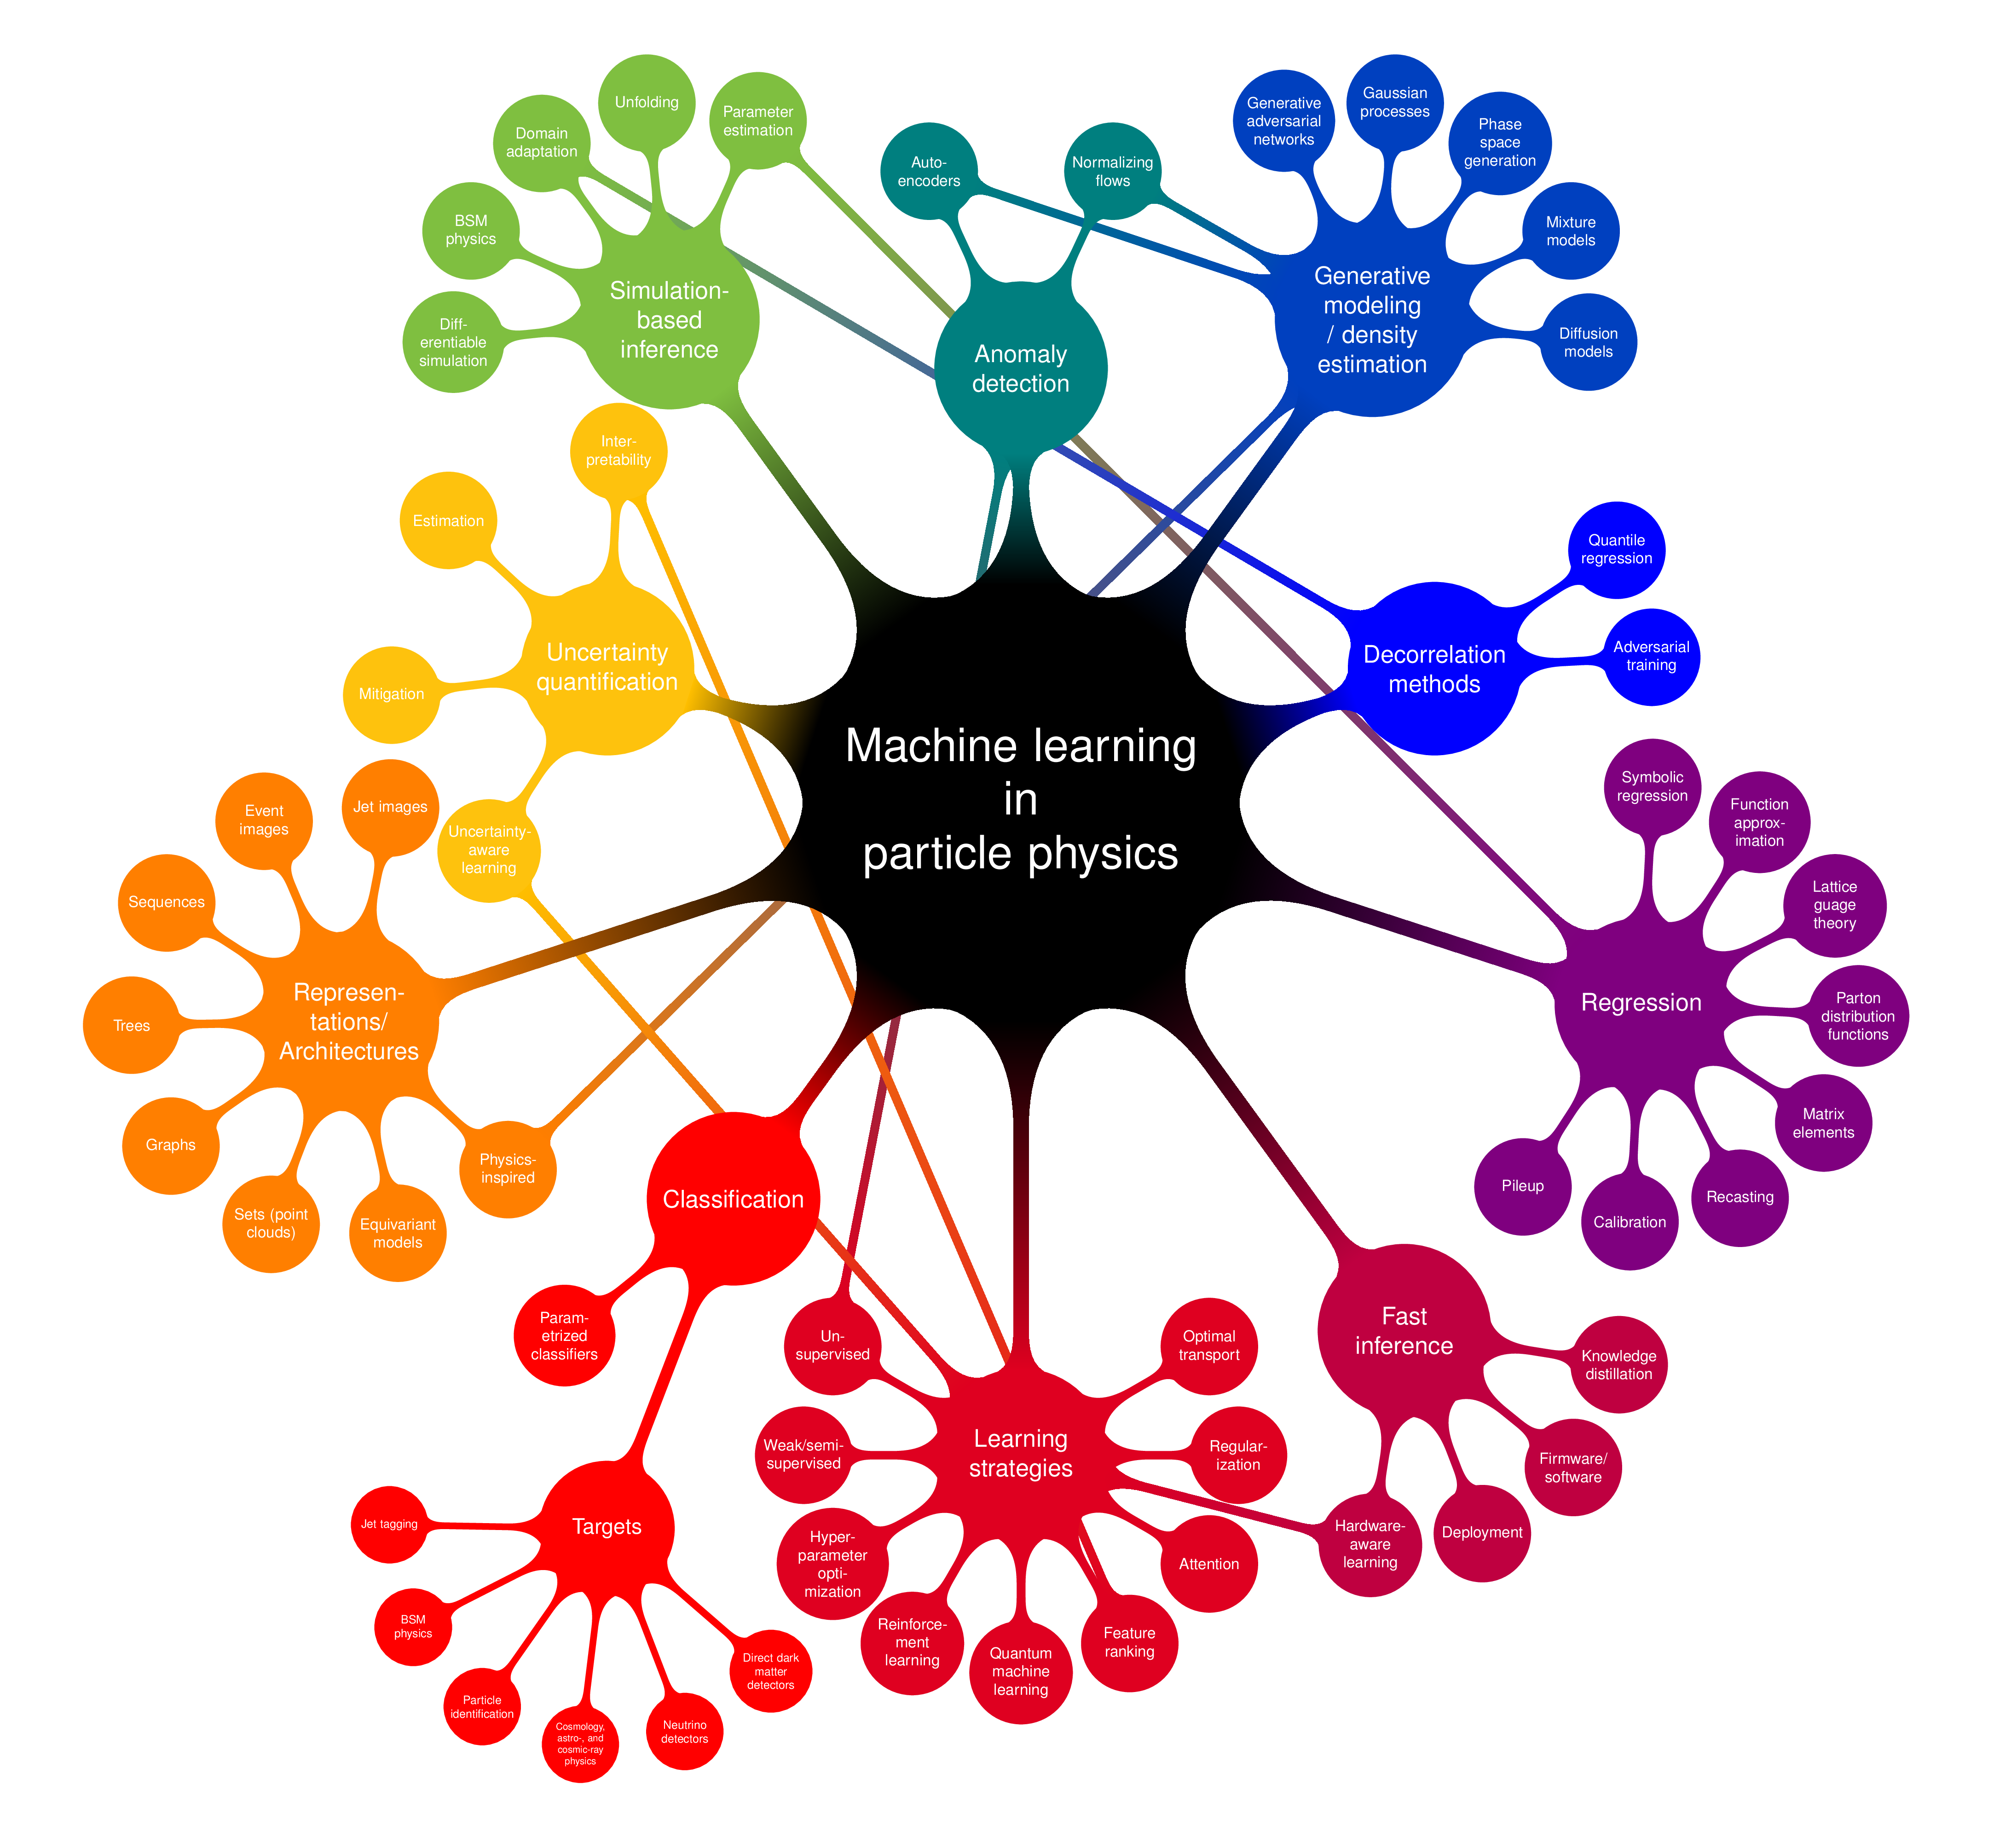 Machine learning
in
particle physics
Simulation-
based
inference
Diff-
erentiable
simulation
BSM
physics
Domain
adaptation
Unfolding
Parameter
estimation
Anomaly
detection
Auto-
encoders
Normalizing
flows
Generative
modeling
/ density
estimation
Generative
adversarial
networks
Gaussian
processes
Phase
space
generation
Mixture
models
Diffusion
models
Decorrelation
methods
Quantile
regression
Adversarial
training
Regression
Symbolic
regression
Function
approx-
imation
Lattice
guage
theory
Parton
distribution
functions
Matrix
elements
Recasting
Calibration
Pileup
Fast
inference
Knowledge
distillation
Firmware/
software
Deployment
Hardware-
aware
learning
Learning
strategies
Optimal
transport
Regular-
ization
Attention
Feature
ranking
Quantum
machine
learning
Reinforce-
ment
learning
Hyper-
parameter
opti-
mization
Weak/semi-
supervised
Un-
supervised
Classification
Param-
etrized
classifiers
Targets
Jet tagging
BSM
physics
Particle
identification
Cosmology,
astro-, and
cosmic-ray
physics
Neutrino
detectors
Direct dark
matter
detectors
Represen-
tations/
Architectures
Jet images
Event
images
Sequences
Trees
Graphs
Sets (point
clouds)
Equivariant
models
Physics-
inspired
Uncertainty
quantification
Inter-
pretability
Estimation
Mitigation
Uncertainty-
aware
learning